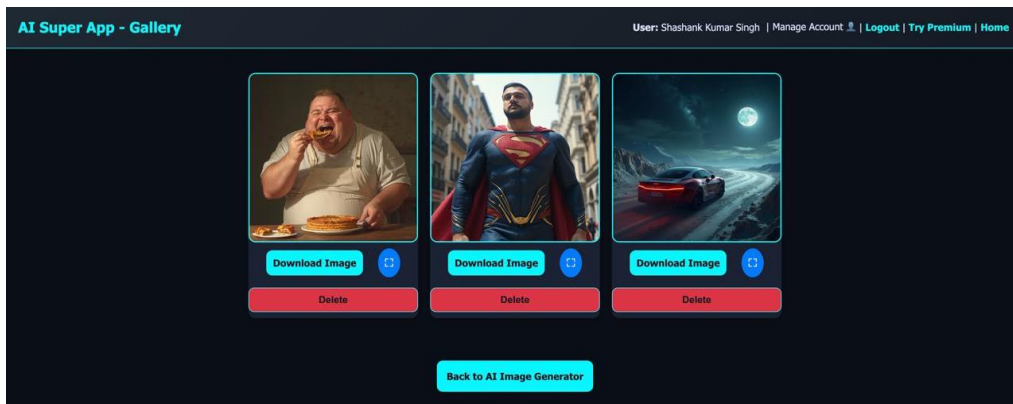 AI Super App - Gallery
User: Shashank Kumar Singh | Manage Account 👤 | Logout | Try Premium | Home
Download Image
Download Image
Download Image
Delete
Delete
Delete
Back to AI Image Generator